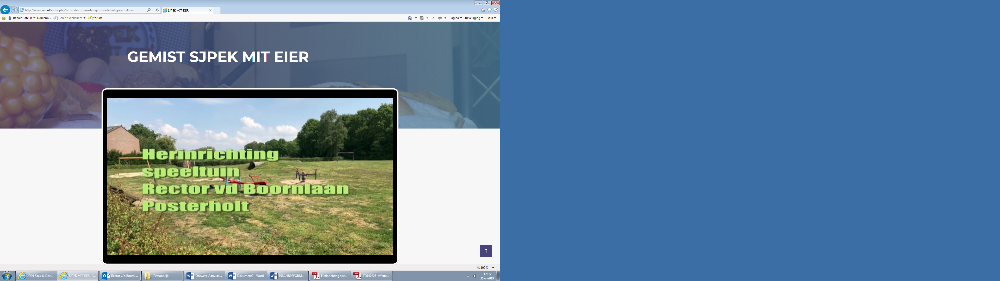 http://www.or6.nl/index.php/uitzending-gemist/regio-roerdalen/sjpek-mit-eier
SJPEK MIT EIER
Repair Café in St. Odiliënb...
Galerie Webslices
forum
Pagina
Beveiliging
Extra
SJPEK
MIT EIER
GEMIST SJPEK MIT EIER
Herinrichting
speeltuin
Rector vd Boornlaan
Posterholt
100%
JOIN Zaak & Doc...
SJPEK MIT EIER - I...
Rector v/d Boornl...
Persoonlijk
Ontwerp Aanvraa...
Document2 - Word
INSCHRIJFFORM...
Herinrichting spe...
TO190225_offerte...
12:05
31-7-2019